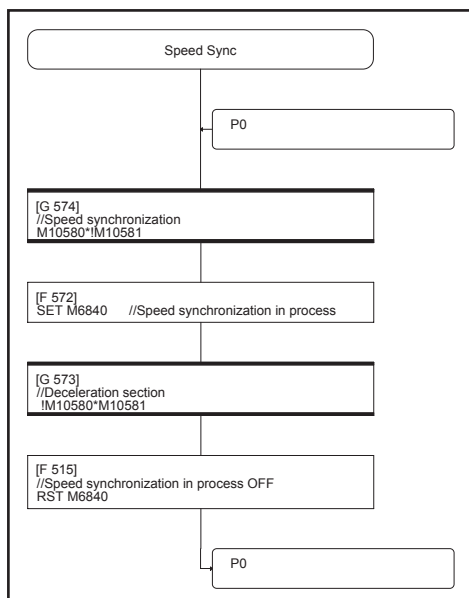 Speed Sync
P0
[G 574]
//Speed synchronization
M10580*!M10581
[F 572]
SET M6840 //Speed synchronization in process
[G 573]
//Deceleration section
!M10580*M10581
[F 515]
//Speed synchronization in process OFF
RST M6840
P0